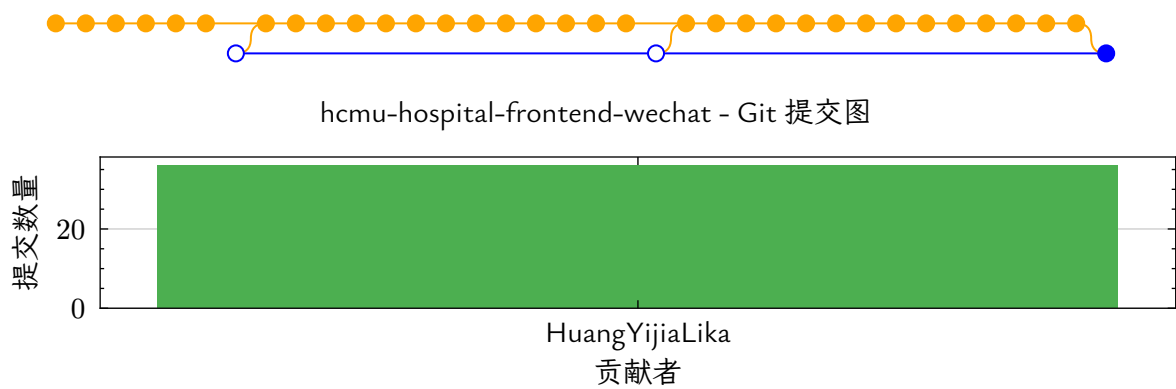 hcmu-hospital-frontend-wechat - Git 提交图
提交数量
20
0
HuangYijiaLika
贡献者